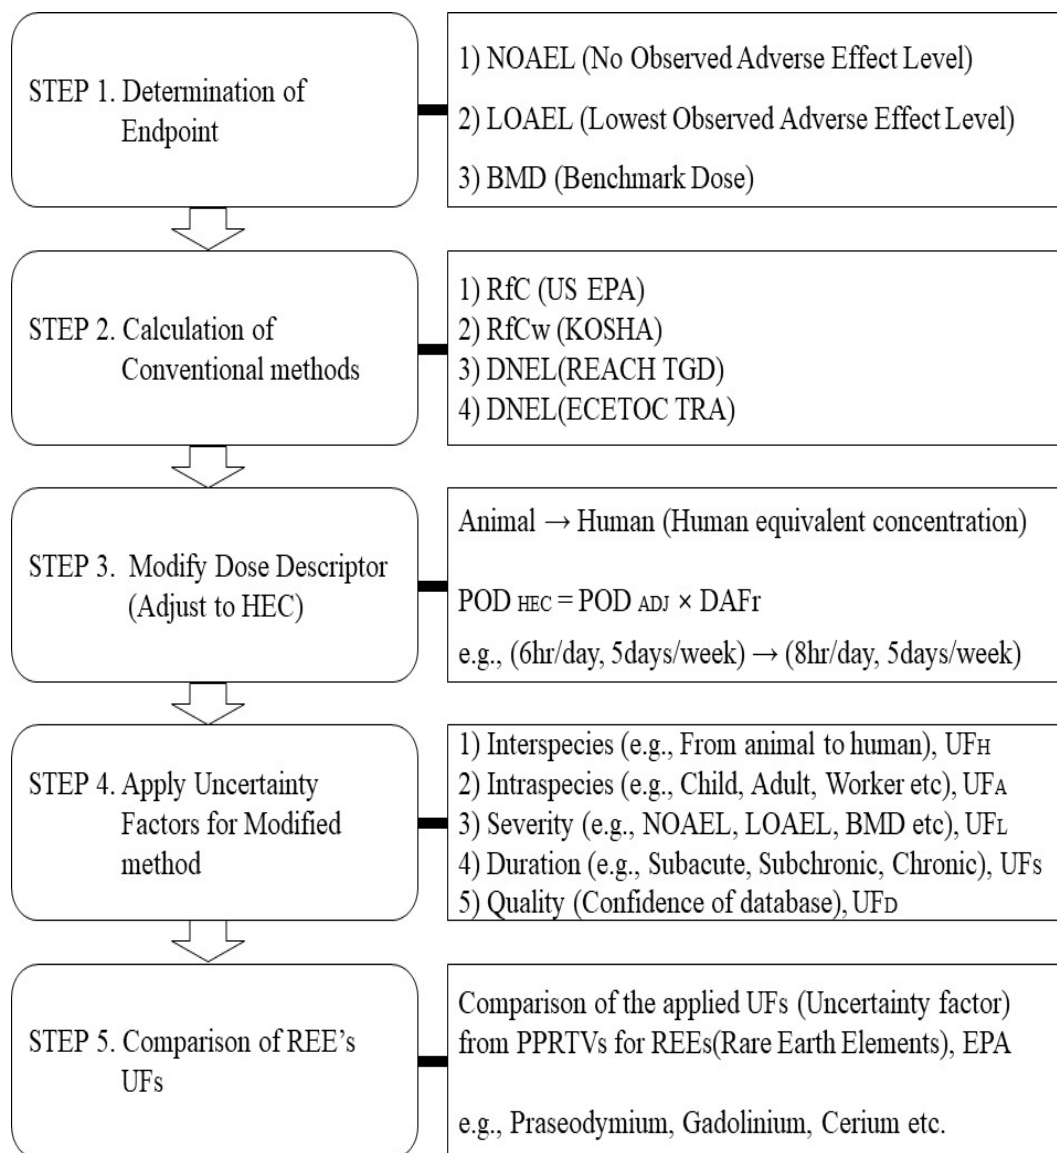 STEP 1. Determination of
Endpoint
1) NOAEL (No Observed Adverse Effect Level)
2) LOAEL (Lowest Observed Adverse Effect Level)
3) BMD (Benchmark Dose)
STEP 2. Calculation of
Conventional methods
1) RfC (US EPA)
2) RfCw (KOSHA)
3) DNEL(REACH TGD)
4) DNEL(ECETOC TRA)
STEP 3. Modify Dose Descriptor
(Adjust to HEC)
Animal → Human (Human equivalent concentration)
POD HEC = POD ADJ × DAFr
e.g., (6hr/day, 5days/week) → (8hr/day, 5days/week)
STEP 4. Apply Uncertainty
Factors for Modified
method
1) Interspecies (e.g., From animal to human), UFH
2) Intraspecies (e.g., Child, Adult, Worker etc), UFA
3) Severity (e.g., NOAEL, LOAEL, BMD etc), UFL
4) Duration (e.g., Subacute, Subchronic, Chronic), UFs
5) Quality (Confidence of database), UFD
STEP 5. Comparison of REE's
UFs
Comparison of the applied UFs (Uncertainty factor)
from PPRTVs for REEs(Rare Earth Elements), EPA
e.g., Praseodymium, Gadolinium, Cerium etc.